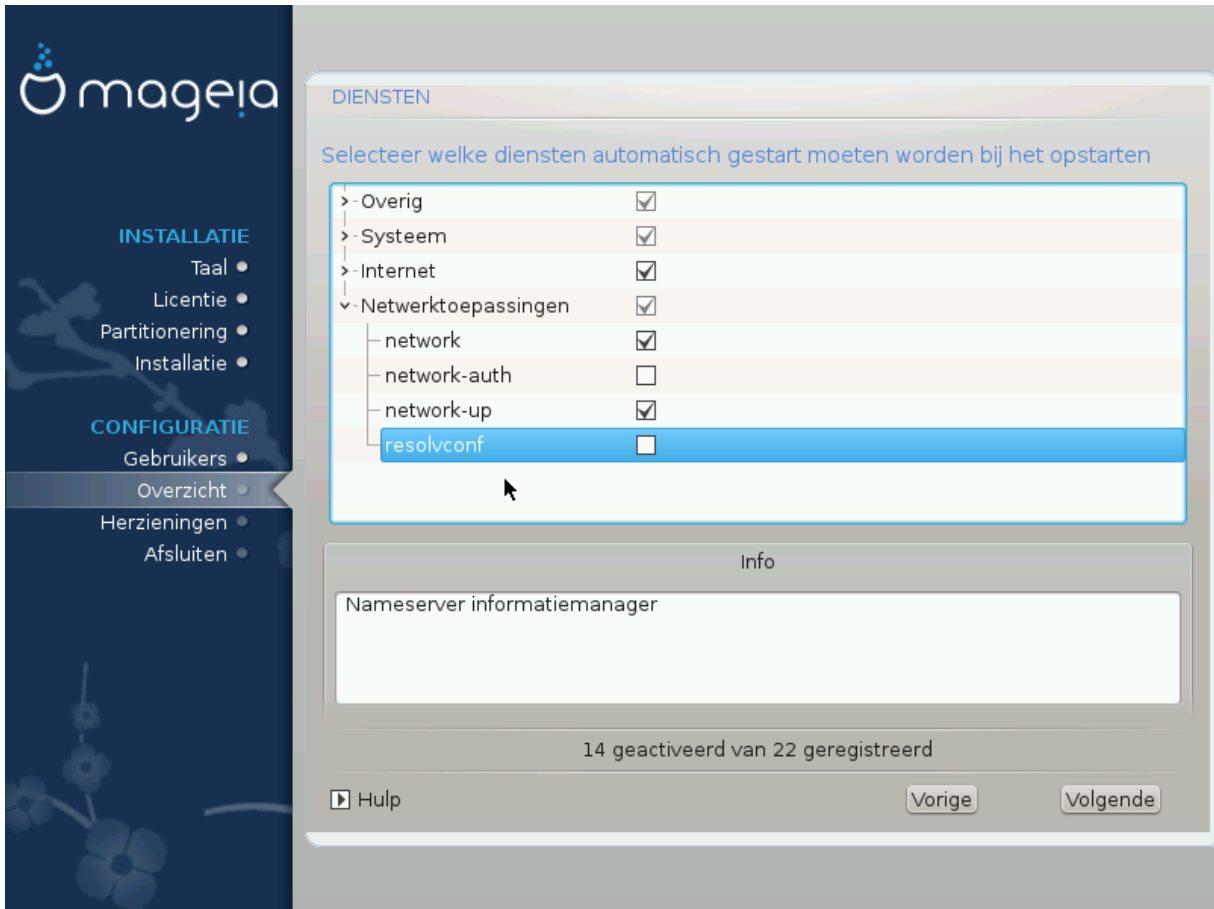 mageia
DIENSTEN
Selecteer welke diensten automatisch gestart moeten worden bij het opstarten
Overig
Systeem
Internet
Netwerktoepassingen
network
network-auth
network-up
resolvconf
INSTALLATIE
Taal
Licentie
Partitionering
Installatie
CONFIGURATIE
Gebruikers
Overzicht
Herzieningen
Afsluiten
Info
Nameserver informatiemanager
14 geactiveerd van 22 geregistreerd
Hulp
Vorige
Volgende